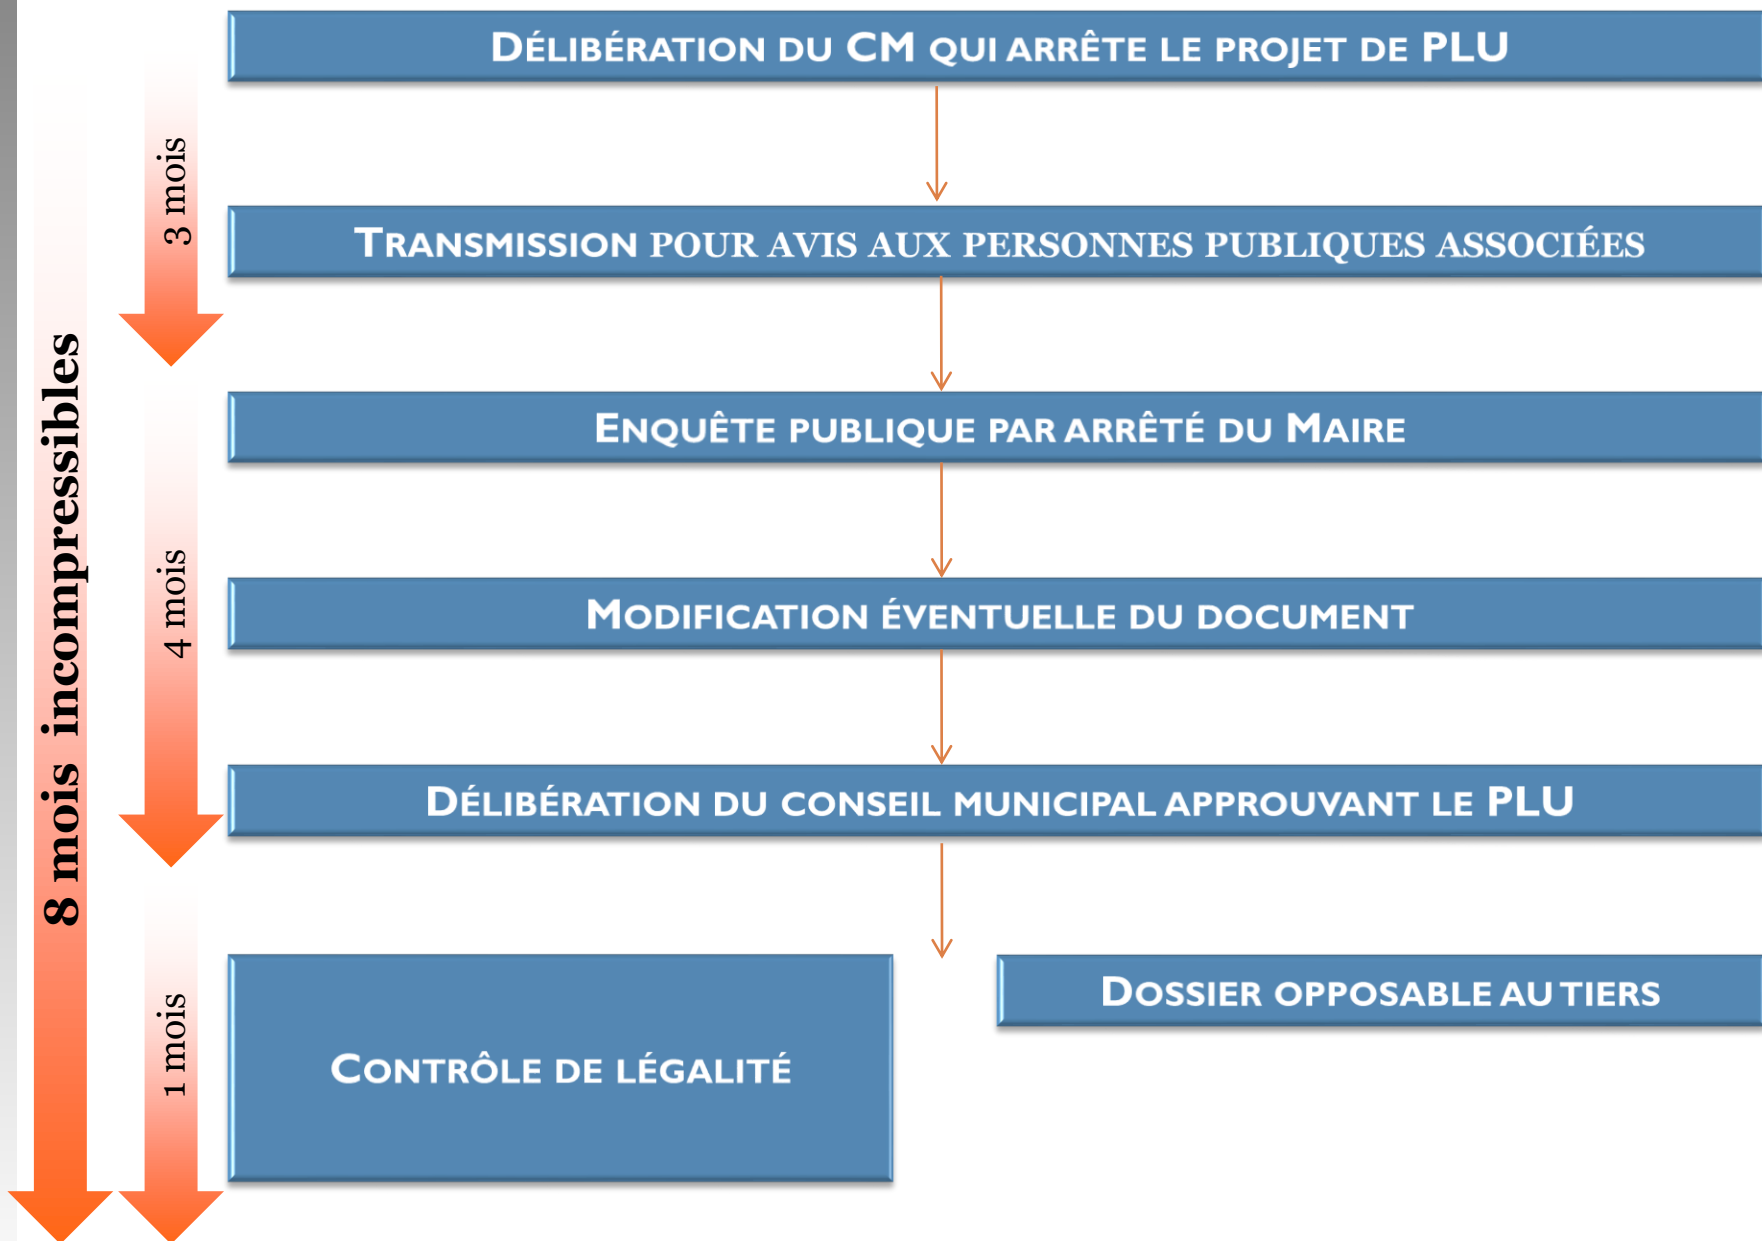 DÉLIBÉRATION DU CM QUI ARRÊTE LE PROJET DE PLU
3 mois
TRANSMISSION POUR AVIS AUX PERSONNES PUBLIQUES ASSOCIÉES
8 mois incompressibles
ENQUÊTE PUBLIQUE PAR ARRÊTÉ DU MAIRE
4 mois
MODIFICATION ÉVENTUELLE DU DOCUMENT
DÉLIBÉRATION DU CONSEIL MUNICIPAL APPROUVANT LE PLU
1 mois
CONTRÔLE DE LÉGALITÉ
DOSSIER OPPOSABLE AU TIERS